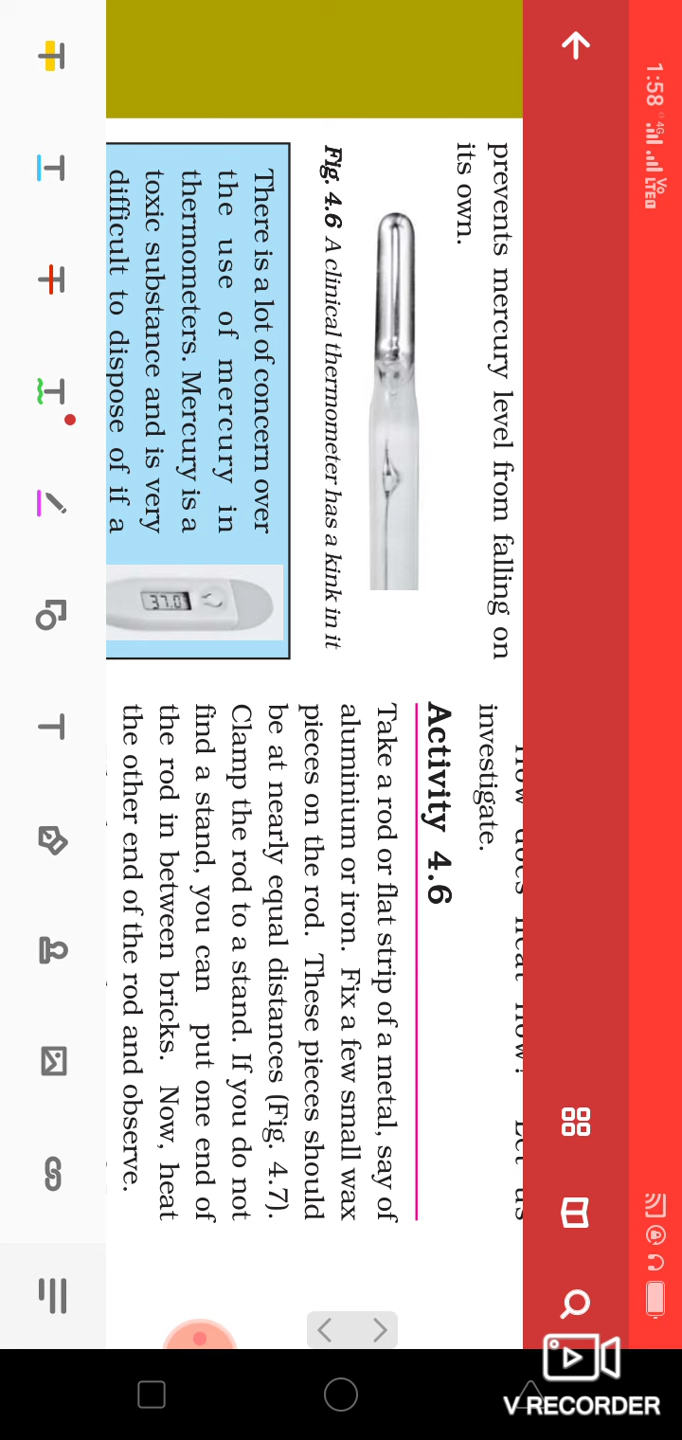 1:58
4G
Vo
LTE
prevents mercury level from falling on
its own.
Fig. 4.6 A clinical thermometer has a kink in it
There is a lot of concern over
the use of mercury in
thermometers. Mercury is a
toxic substance and is very
difficult to dispose of if a
37.0
How does heat flow? Let us
investigate.
Activity 4.6
Take a rod or flat strip of a metal, say of
aluminium or iron. Fix a few small wax
pieces on the rod. These pieces should
be at nearly equal distances (Fig. 4.7).
Clamp the rod to a stand. If you do not
find a stand, you can put one end of
the rod in between bricks. Now, heat
the other end of the rod and observe.
V RECORDER